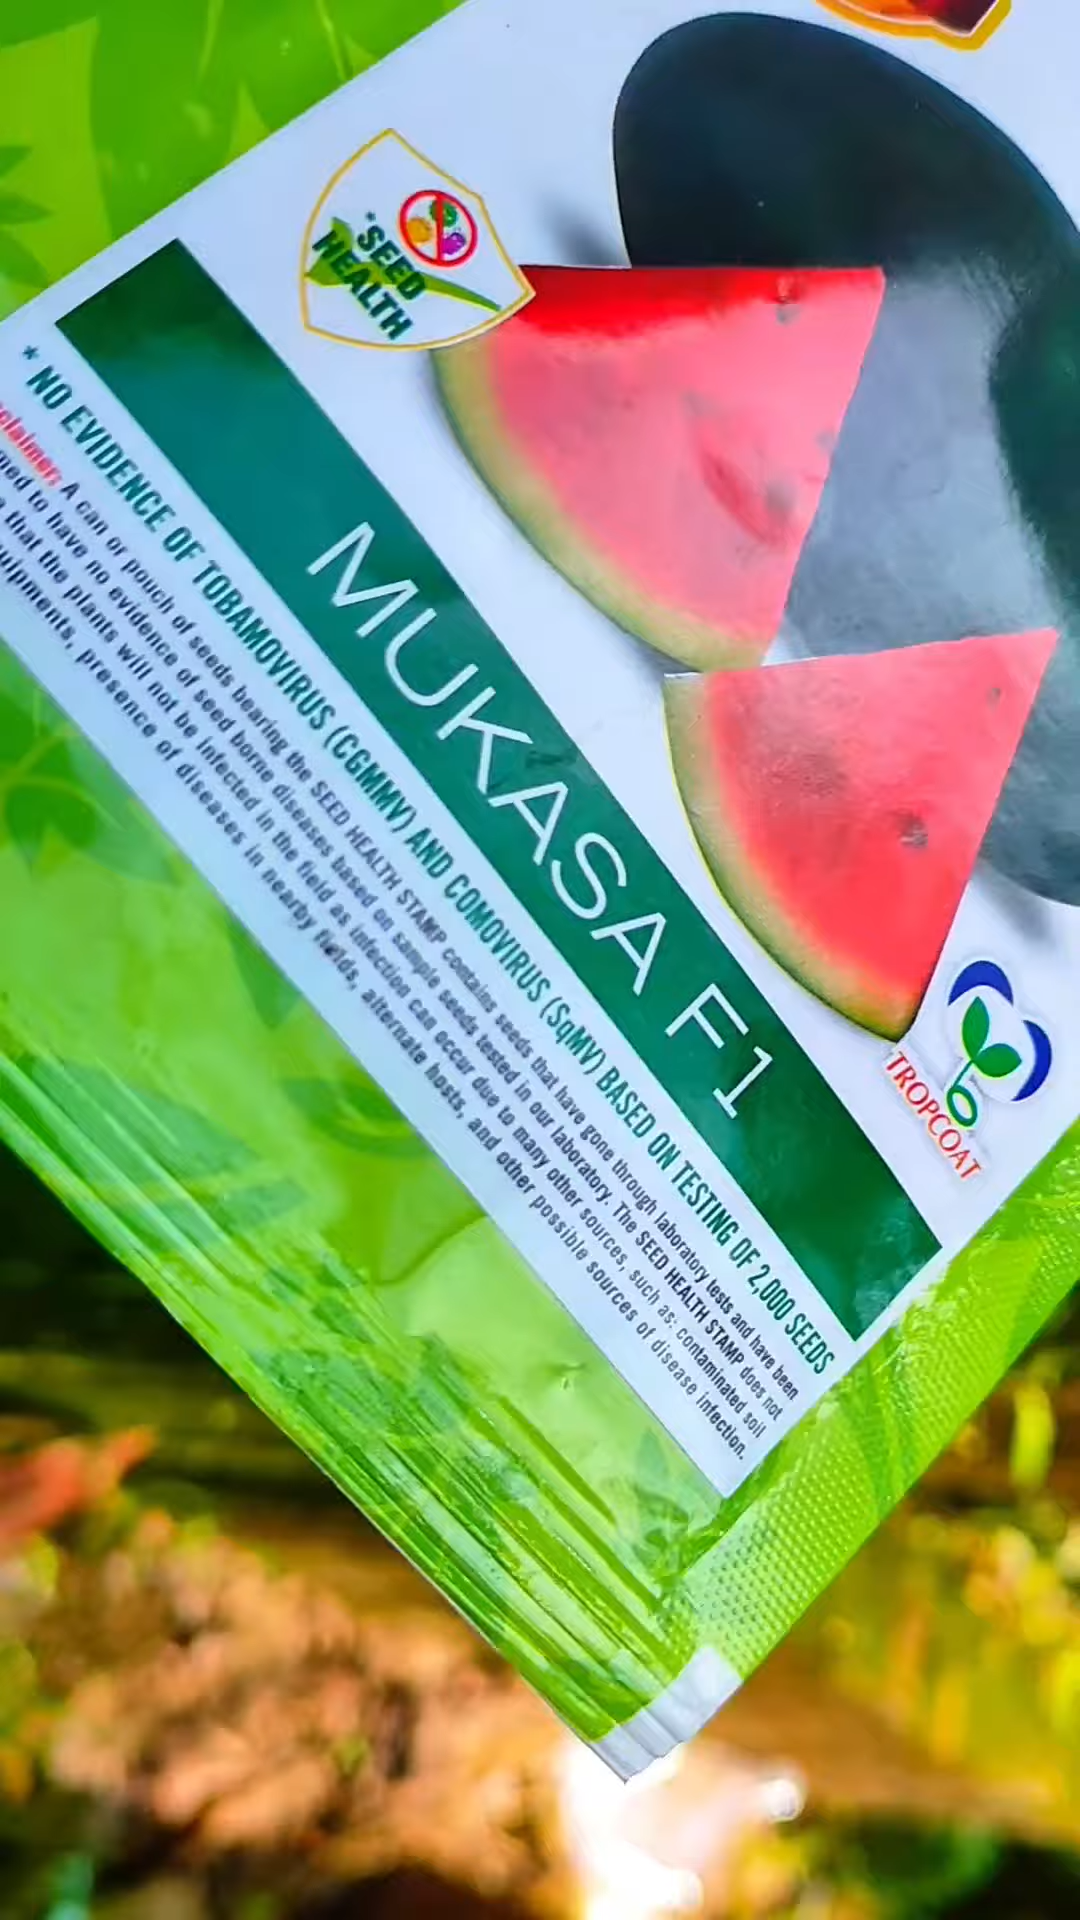 *SEED
HEALTH
MUKASA F1
TROPCOAT
* NO EVIDENCE OF TOBAMOVIRUS (CGMMV) AND COMOVIRUS (SqMV) BASED ON TESTING OF 2,000 SEEDS
A can or pouch of seeds bearing the SEED HEALTH STAMP contains seeds that have gone through laboratory tests and have been
to have no evidence of seed borne diseases based on sample seeds tested in our laboratory. The SEED HEALTH STAMP does not
that the plants will not be infected in the field as infection can occur due to many other sources, such as: contaminated soil
presence of diseases in nearby fields, alternate hosts, and other possible sources of disease infection.